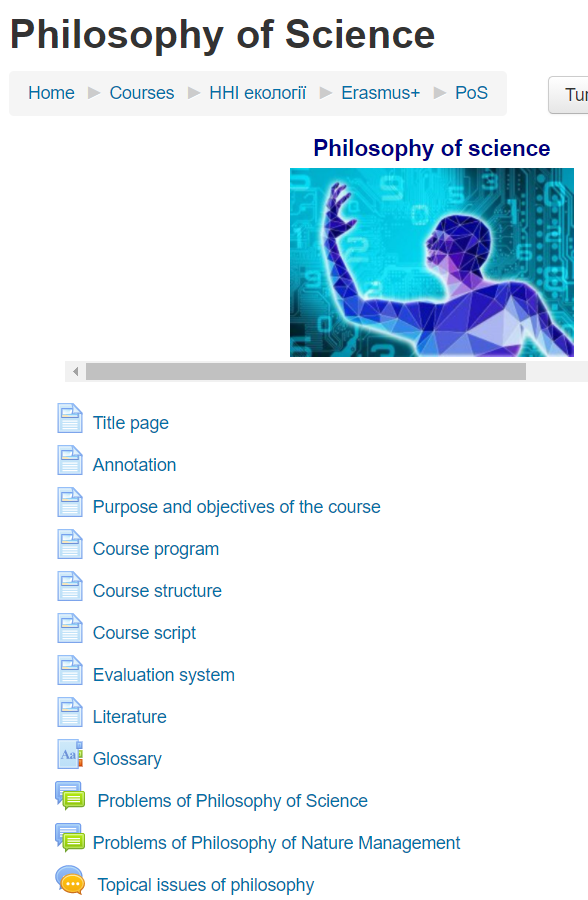 Philosophy of Science
Home Courses ННІ екології Erasmus+ PoS
Philosophy of science
Title page
Annotation
Purpose and objectives of the course
Course program
Course structure
Course script
Evaluation system
Literature
Glossary
Problems of Philosophy of Science
Problems of Philosophy of Nature Management
Topical issues of philosophy